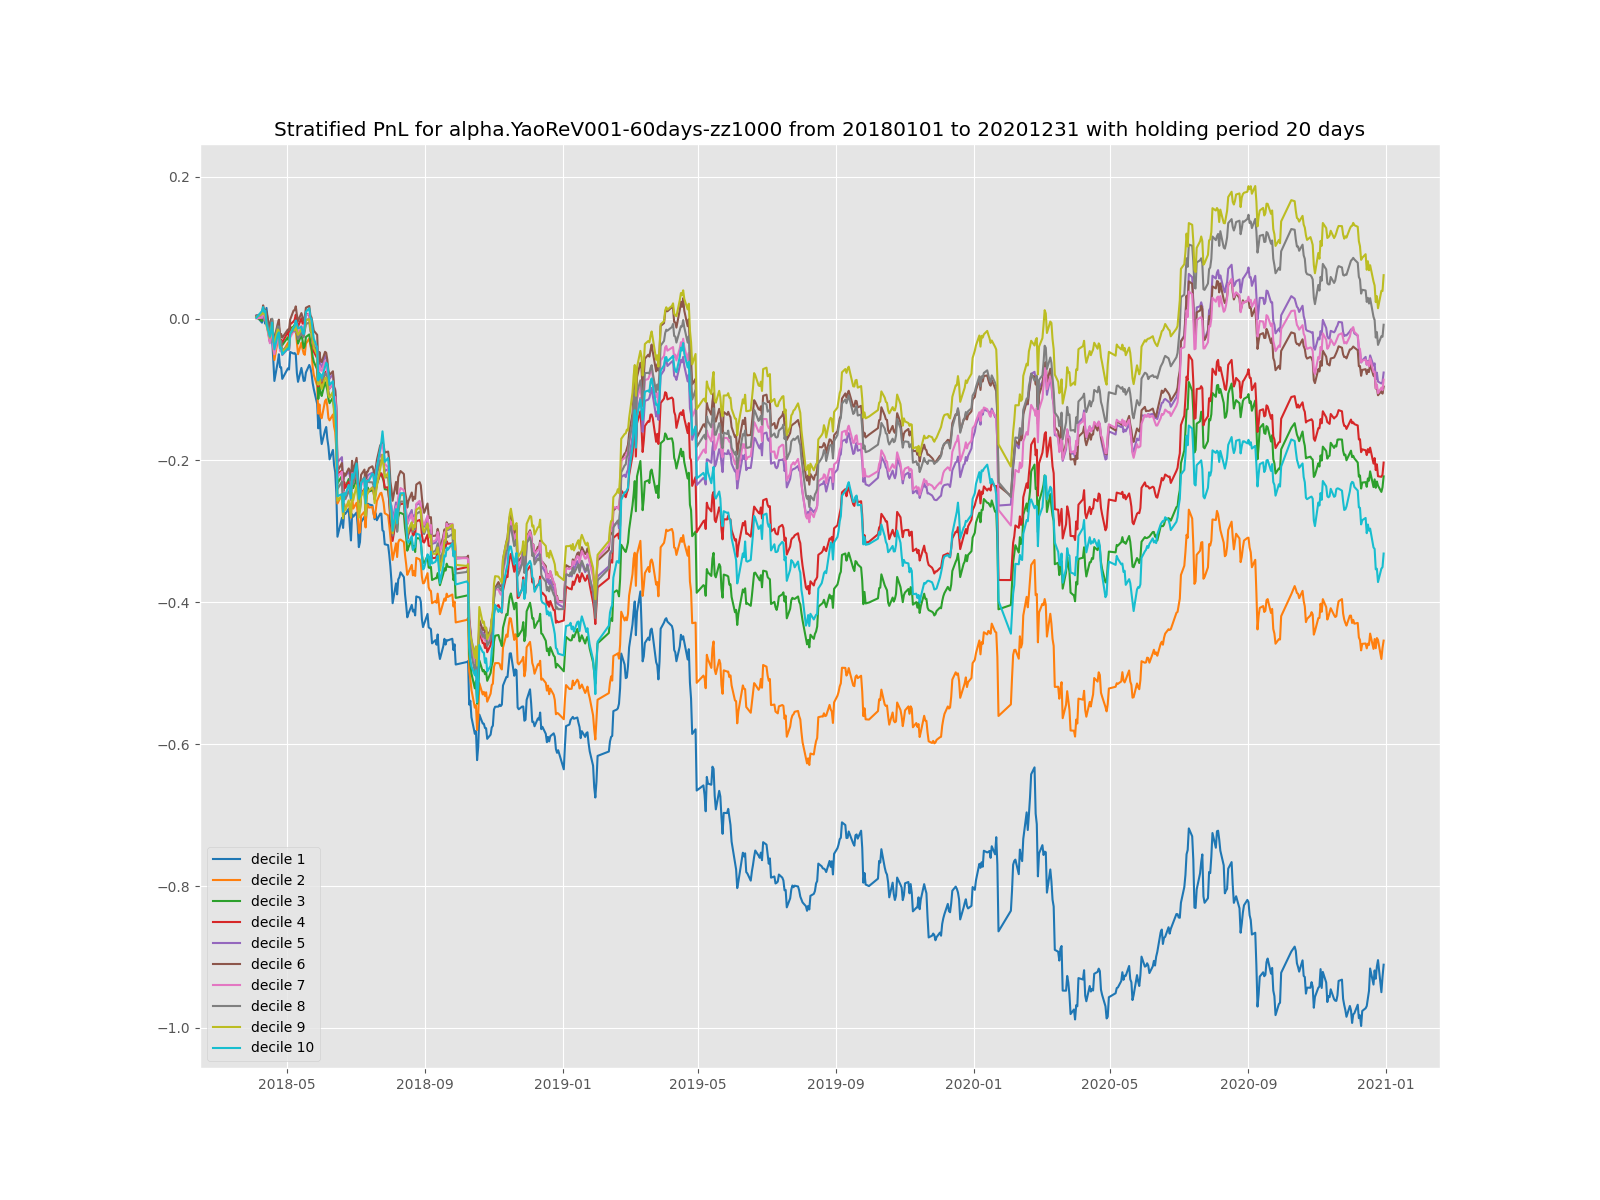 Stratified PnL for alpha.YaoReV001-60days-zz1000 from 20180101 to 20201231 with holding period 20 days
0.2
0.0
−0.2
−0.4
−0.6
−0.8
−1.0
decile 1
decile 2
decile 3
decile 4
decile 5
decile 6
decile 7
decile 8
decile 9
decile 10
2018-05 2018-09 2019-01 2019-05 2019-09 2020-01 2020-05 2020-09 2021-01